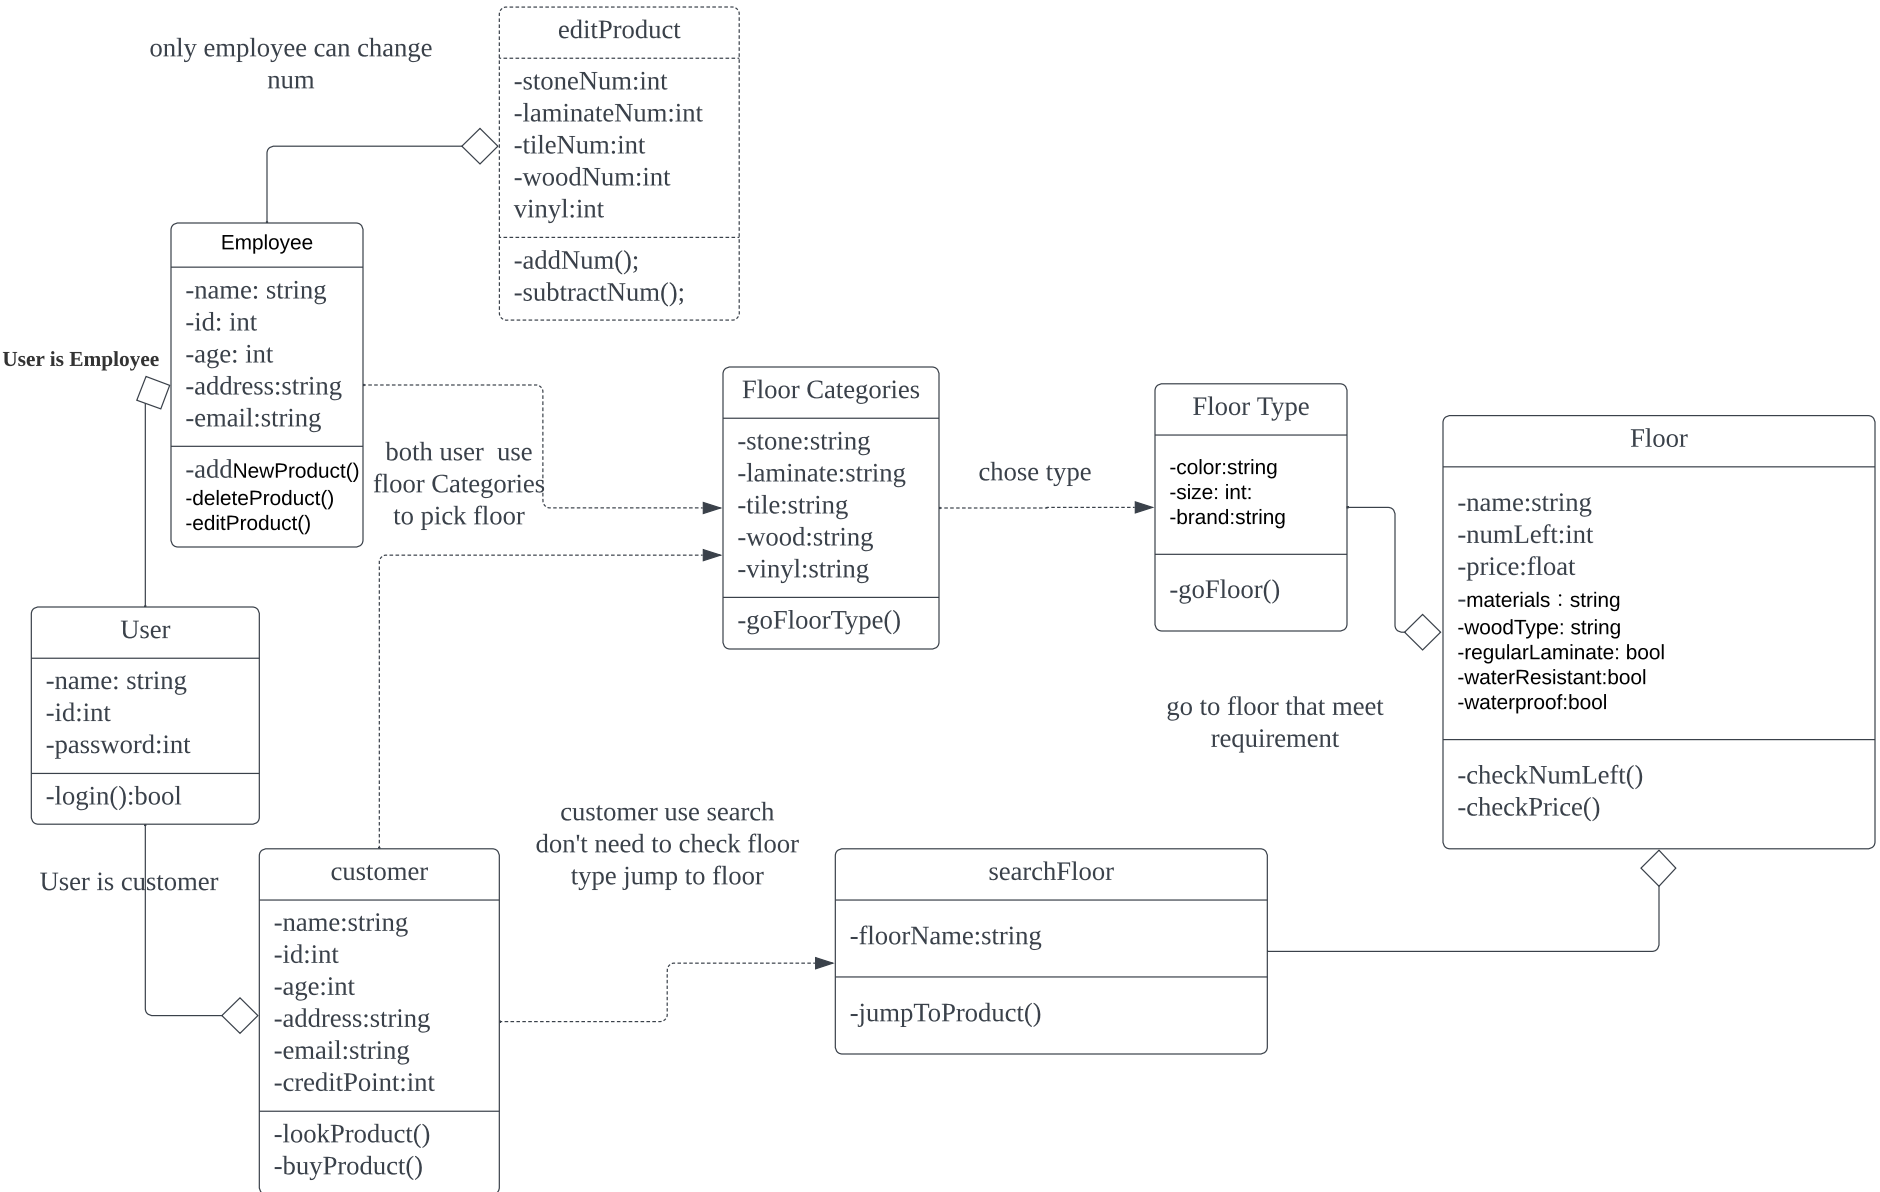 editProduct
-stoneNum:int
-laminateNum:int
-tileNum:int
-woodNum:int
vinyl:int
-addNum();
-subtractNum();
only employee can change
num
Employee
-name: string
-id: int
-age: int
-address:string
-email:string
-addNewProduct()
-deleteProduct()
-editProduct()
User is Employee
both user  use
floor Categories
to pick floor
Floor Categories
-stone:string
-laminate:string
-tile:string
-wood:string
-vinyl:string
-goFloorType()
chose type
Floor Type
-color:string
-size: int:
-brand:string
-goFloor()
Floor
-name:string
-numLeft:int
-price:float
-materials：string
-woodType: string
-regularLaminate: bool
-waterResistant:bool
-waterproof:bool
-checkNumLeft()
-checkPrice()
go to floor that meet
requirement
User
-name: string
-id:int
-password:int
-login():bool
User is customer
customer
-name:string
-id:int
-age:int
-address:string
-email:string
-creditPoint:int
-lookProduct()
-buyProduct()
customer use search
don't need to check floor
type jump to floor
searchFloor
-floorName:string
-jumpToProduct()